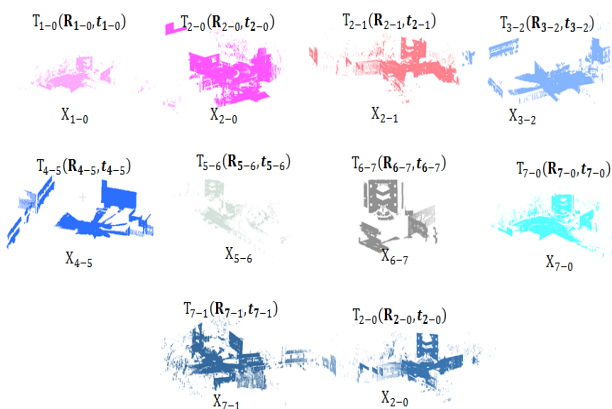 T1−0(R1−0,t1−0) T2−0(R2−0,t2−0) T2−1(R2−1,t2−1) T3−2(R3−2,t3−2)
X1−0 X2−0 X2−1 X3−2
T4−5(R4−5,t4−5) T5−6(R5−6,t5−6) T6−7(R6−7,t6−7) T7−0(R7−0,t7−0)
X4−5 X5−6 X6−7 X7−0
T7−1(R7−1,t7−1) T2−0(R2−0,t2−0)
X7−1 X2−0